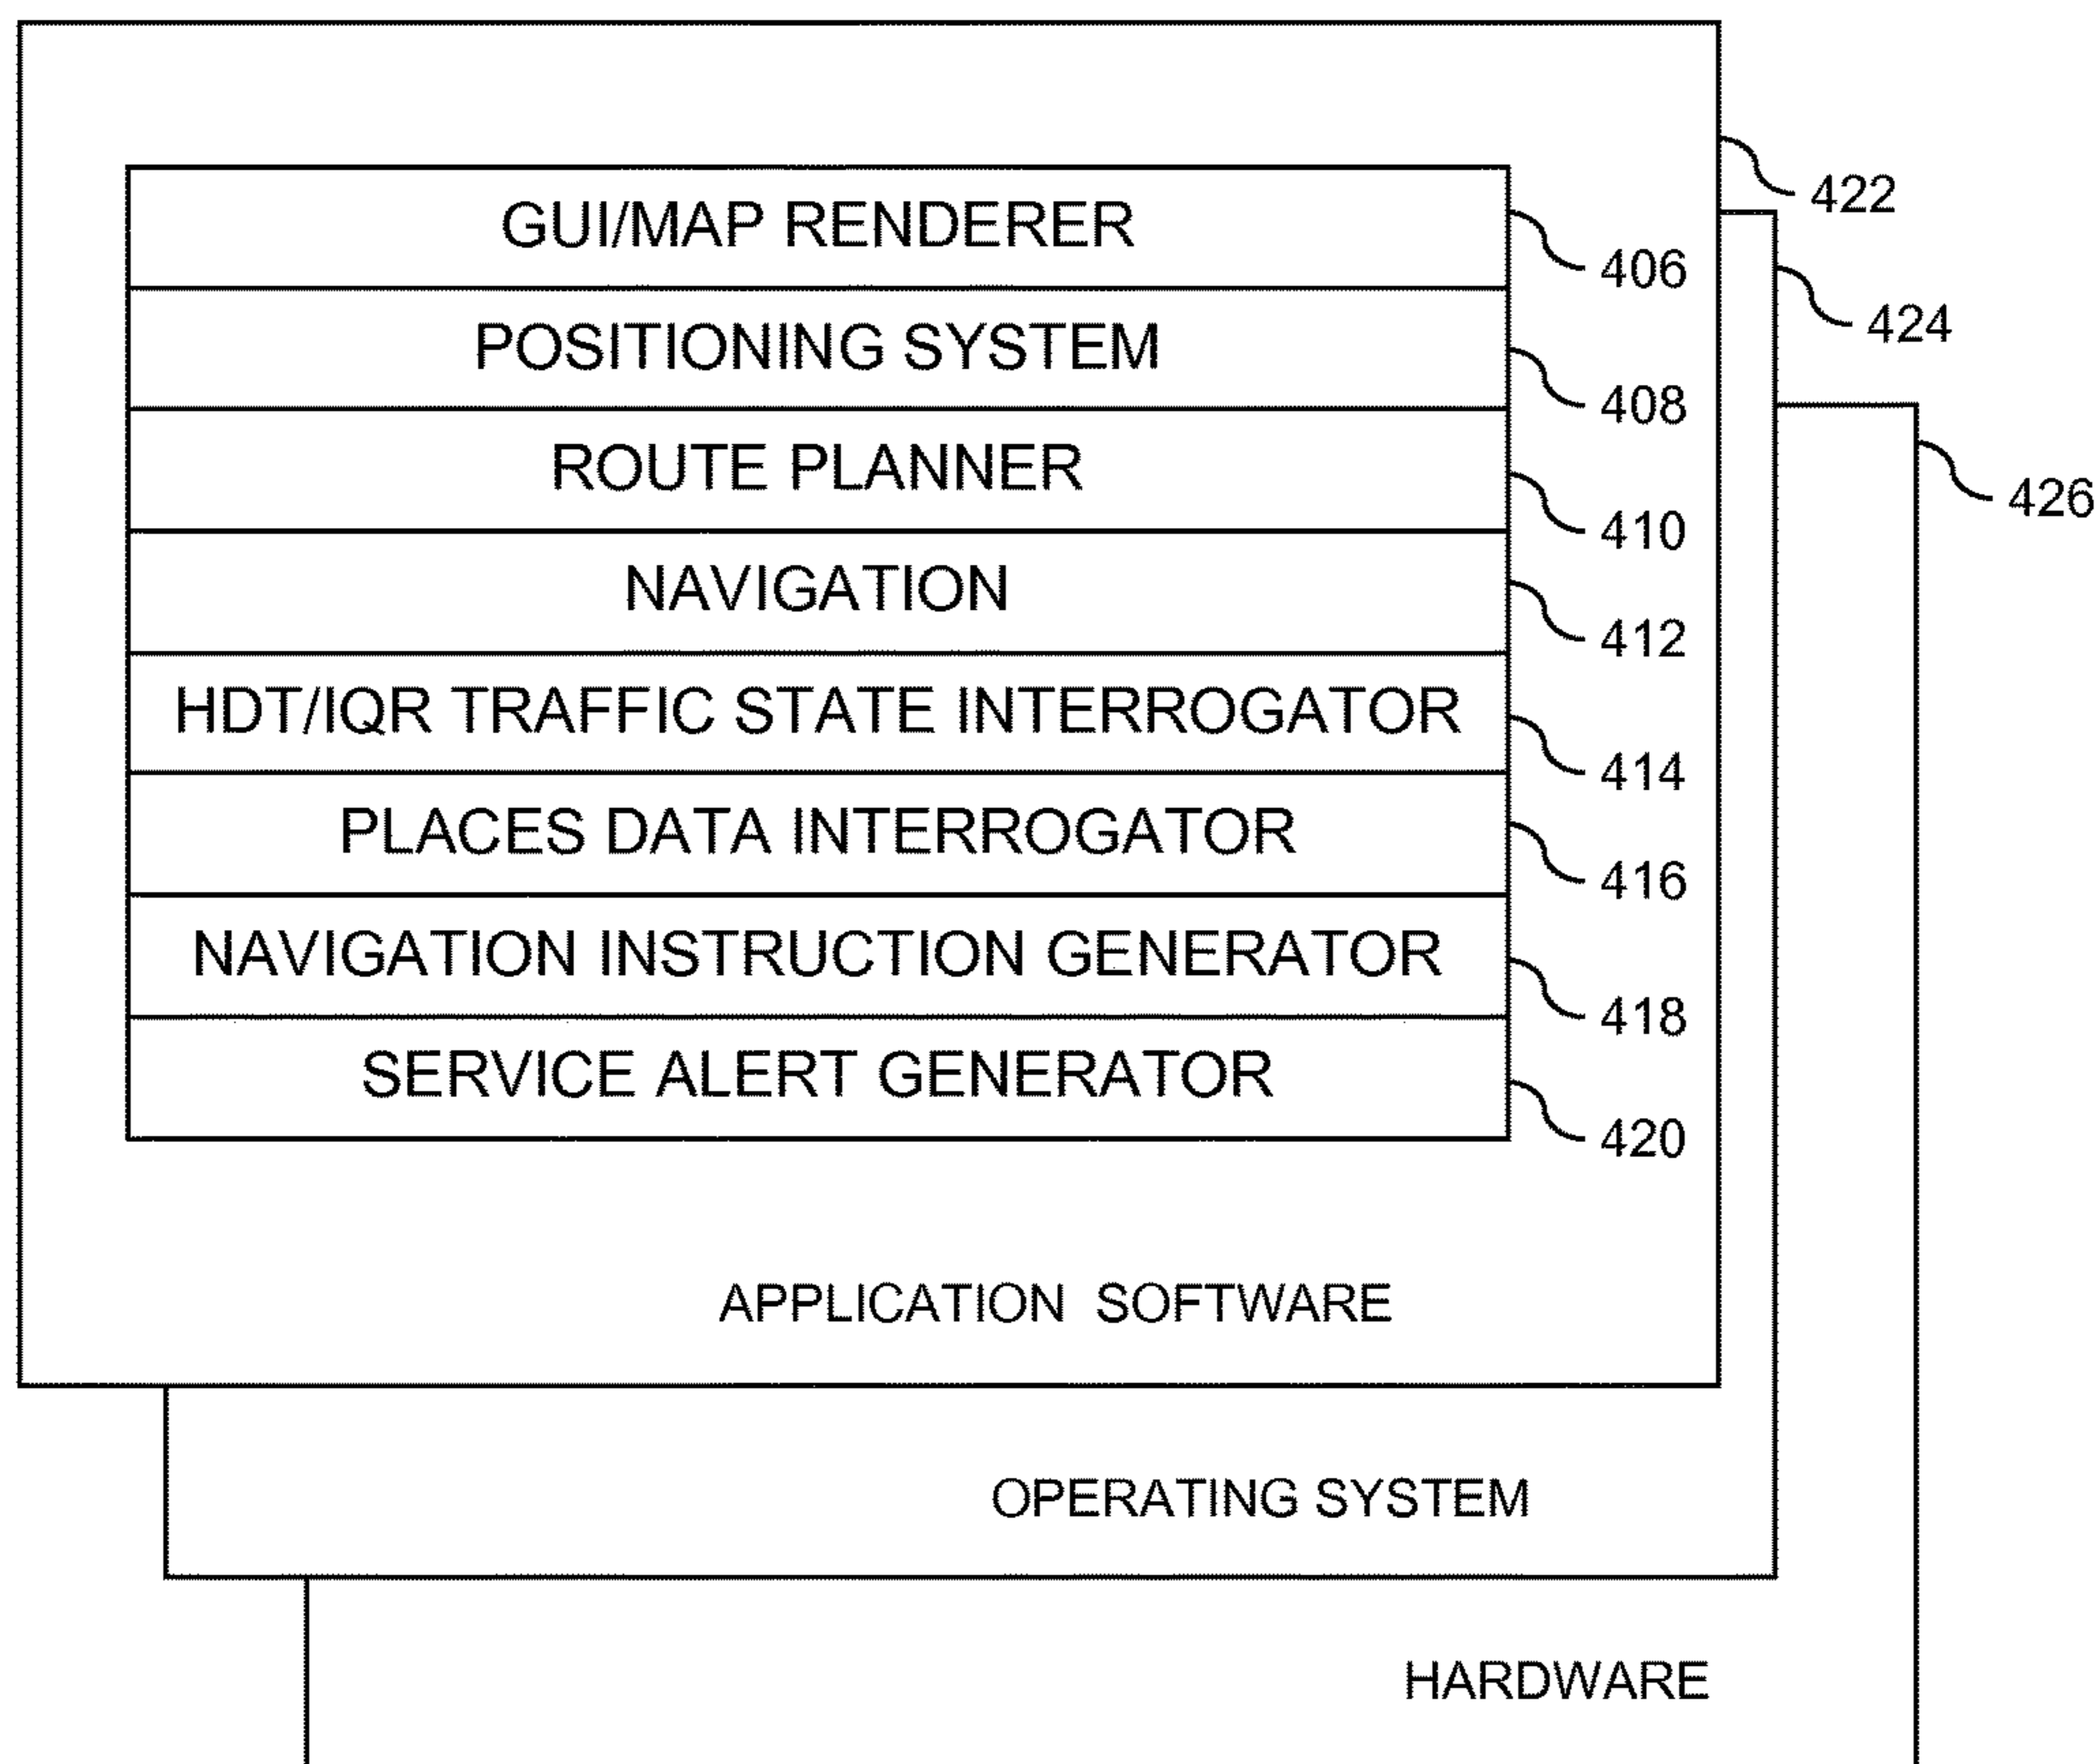 GUI/MAP RENDERER
422
406
POSITIONING SYSTEM
424
408
ROUTE PLANNER
426
410
NAVIGATION
412
HDT/IQR TRAFFIC STATE INTERROGATOR
414
PLACES DATA INTERROGATOR
416
NAVIGATION INSTRUCTION GENERATOR
418
SERVICE ALERT GENERATOR
420
APPLICATION SOFTWARE
OPERATING SYSTEM
HARDWARE